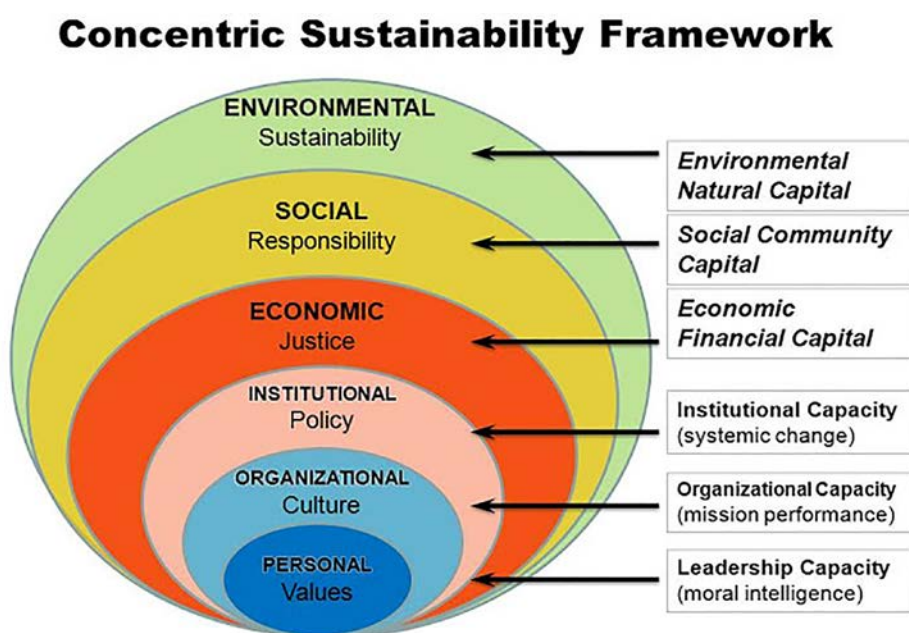 Concentric Sustainability Framework
ENVIRONMENTAL
Sustainability
SOCIAL
Responsibility
ECONOMIC
Justice
INSTITUTIONAL
Policy
ORGANIZATIONAL
Culture
PERSONAL
Values
Environmental
Natural Capital
Social Community
Capital
Economic
Financial Capital
Institutional Capacity
(systemic change)
Organizational Capacity
(mission performance)
Leadership Capacity
(moral intelligence)